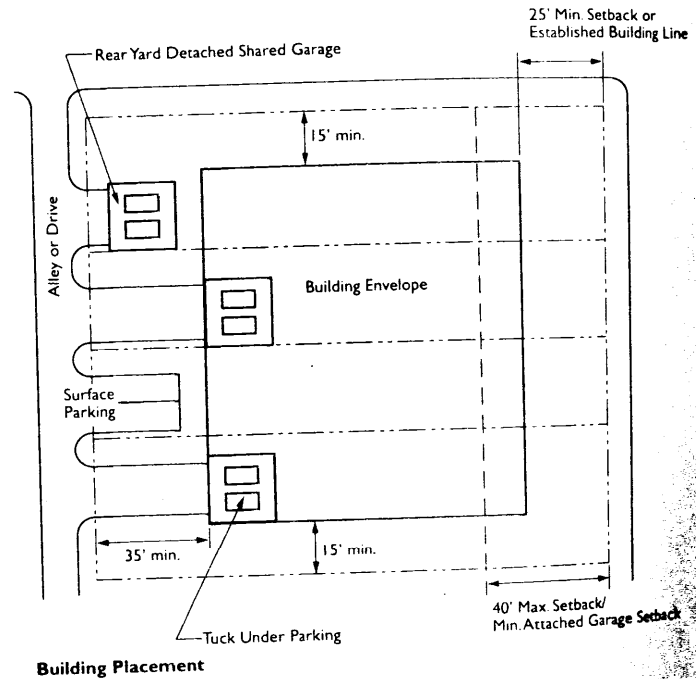 25' Min. Setback or
Established Building Line
Rear Yard Detached Shared Garage
15' min.
Alley or Drive
Building Envelope
Surface
Parking
35' min.
15' min.
40' Max. Setback/
Min. Attached Garage Setback
Tuck Under Parking
Building Placement